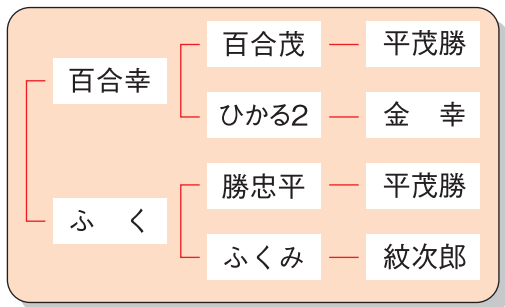 百合茂 平茂勝
百合幸
ひかる2 金 幸
勝忠平 平茂勝
ふ く
ふくみ 紋次郎